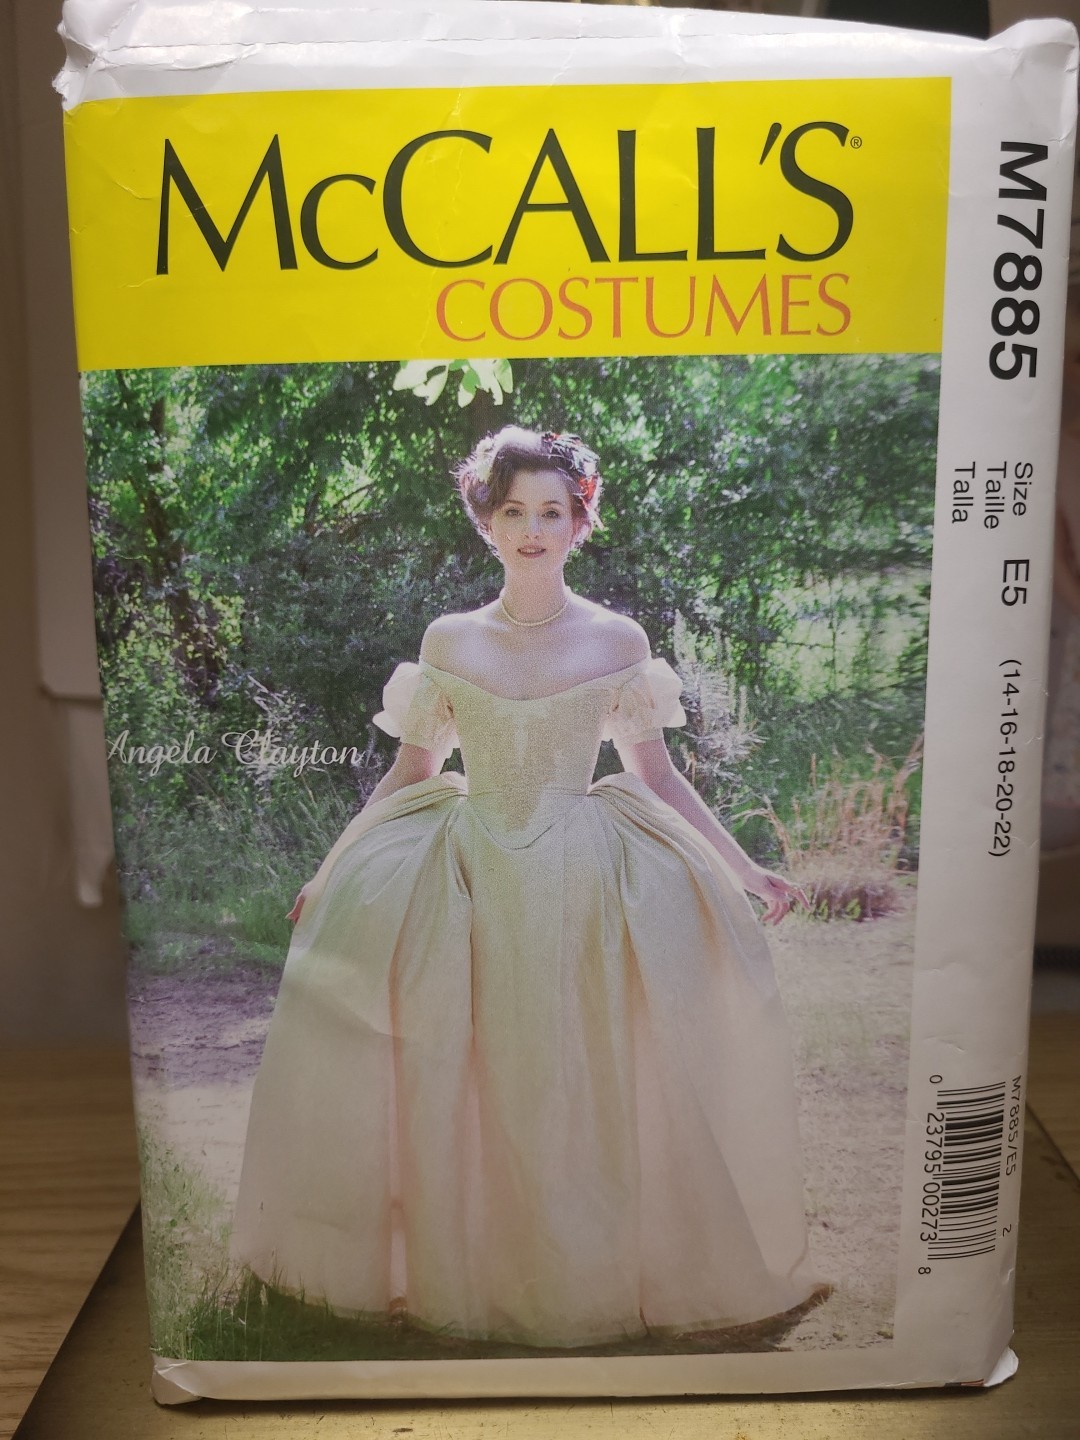 McCALL'S®
COSTUMES
Angela Clayton
M7885
Size
Taille
Talla
E5
(14-16-18-20-22)
M7885/E5
2
0 23795 00273 8